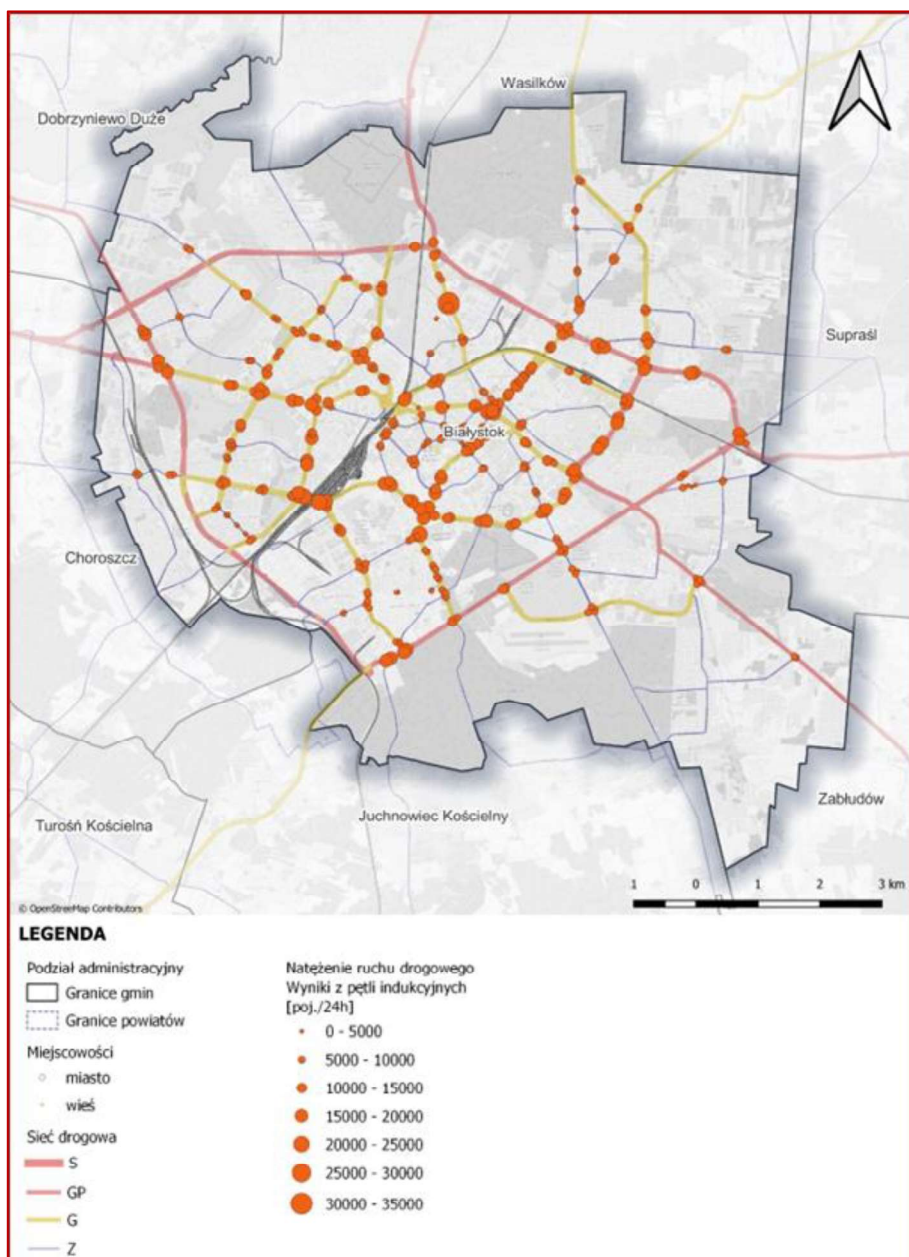 Wasilków
Dobrzyniewo Duże
Supraśl
Białystok
Choroszcz
Zabłudów
Juchnowiec Kościelny
Turośń Kościelna
1 0 1 2 3 km
© OpenStreetMap Contributors
LEGENDA
Podział administracyjny
Granice gmin
Granice powiatów
Miejscowości
miasto
wieś
Sieć drogowa
S
GP
G
Z
Natężenie ruchu drogowego
Wyniki z pętli indukcyjnych
[poj./24h]
0 - 5000
5000 - 10000
10000 - 15000
15000 - 20000
20000 - 25000
25000 - 30000
30000 - 35000